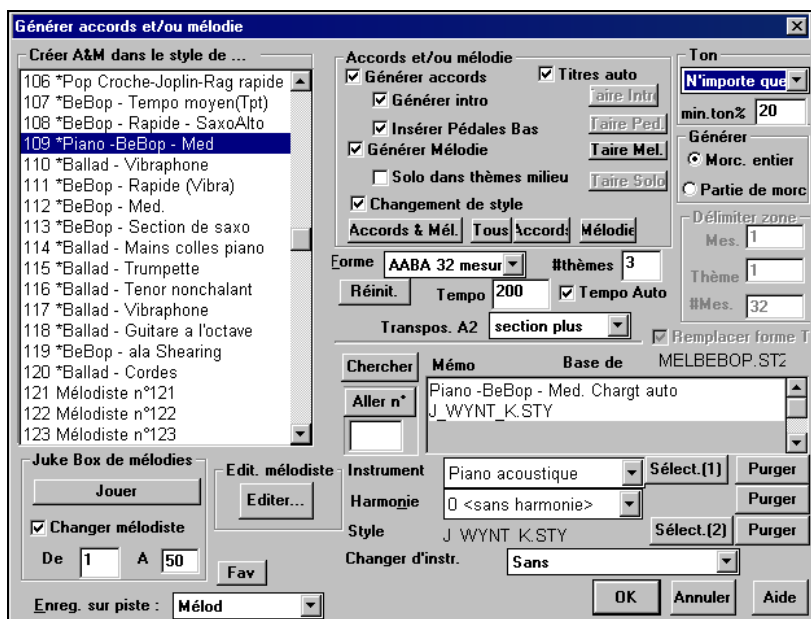 Générer accords et/ou mélodie
Créer A&M dans le style de ...
106 *Pop Croche-Joplin-Rag rapide
107 *BeBop - Tempo moyen(Tpt)
108 *BeBop - Rapide - SaxoAlto
109 *Piano -BeBop - Med
110 *Ballad - Vibraphone
111 *BeBop - Rapide (Vibra)
112 *BeBop - Med.
113 *BeBop - Section de saxo
114 *Ballad - Mains colles piano
115 *Ballad - Trumpette
116 *Ballad - Tenor nonchalant
117 *Ballad - Vibraphone
118 *Ballad - Guitare a l'octave
119 *BeBop - ala Shearing
120 *Ballad - Cordes
121 Mélodiste n°121
122 Mélodiste n°122
123 Mélodiste n°123
Juke Box de mélodies
Jouer
Changer mélodiste
De 1 A 50
Edit. mélodiste
Editer...
Fav
Enreg. sur piste : Mélod
Accords et/ou mélodie
Générer accords
Titres auto
Générer intro
Taire Intro
Insérer Pédales Bas
Taire Ped.
Générer Mélodie
Taire Mel.
Solo dans thèmes milieu
Taire Solo
Changement de style
Accords & Mél. Tous Accords Mélodie
Forme AABA 32 mesur #thèmes 3
Réinit. Tempo 200 Tempo Auto
Transpos. A2 section plus
Ton
N'importe que
min.ton% 20
Générer
Morc. entier
Partie de morc
Délimiter zone
Mes. 1
Thème 1
#Mes. 32
Remplacer forme T
Chercher
Mémo Base de MELBEBOP.ST2
Aller n°
Piano -BeBop - Med. Chargt auto
J_WYNT_K.STY
Instrument Piano acoustique Sélect.(1) Purger
Harmonie 0 <sans harmonie> Purger
Style J_WYNT_K.STY Sélect.(2) Purger
Changer d'instr. Sans
OK Annuler Aide